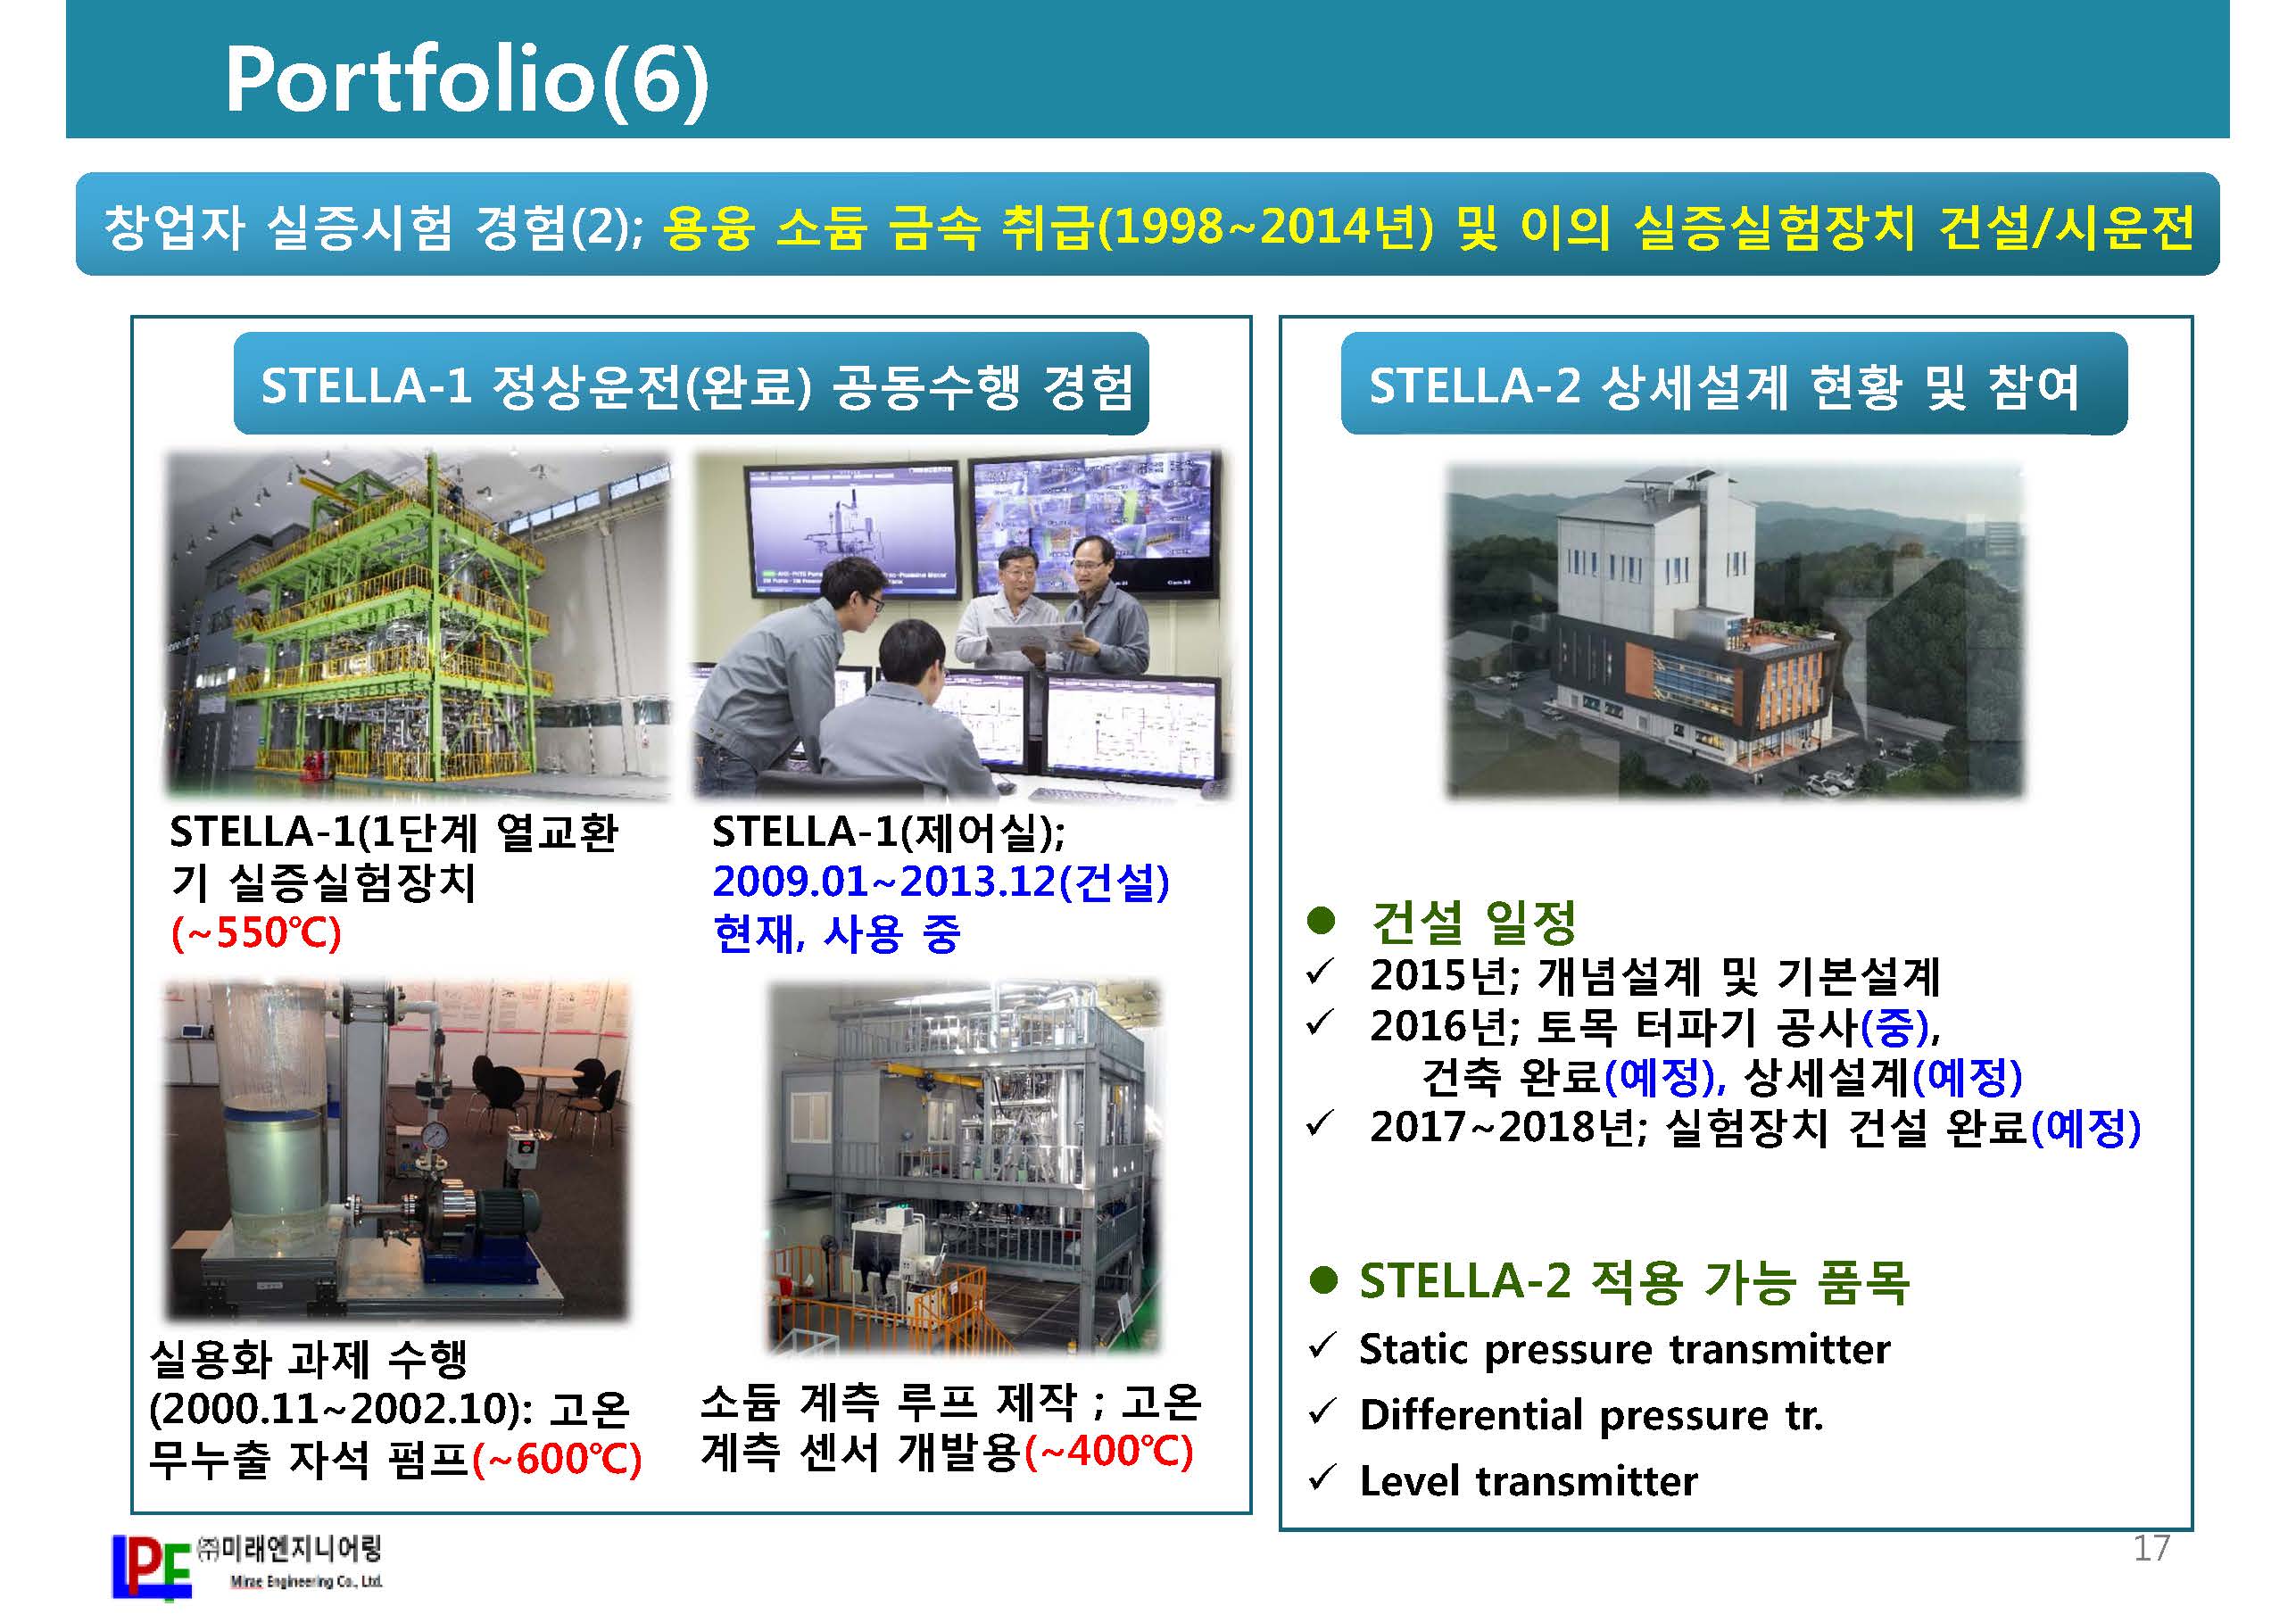 Portfolio(6)
창업자 실증시험 경험(2); 용융 소듐 금속 취급(1998~2014년) 및 이의 실증실험장치 건설/시운전
STELLA-1 정상운전(완료) 공동수행 경험
STELLA-1(1단계 열교환
기 실증실험장치
(~550℃)
STELLA-1(제어실);
2009.01~2013.12(건설)
현재, 사용 중
실용화 과제 수행
(2000.11~2002.10): 고온
무누출 자석 펌프(~600℃)
소듐 계측 루프 제작 ; 고온
계측 센서 개발용(~400℃)
STELLA-2 상세설계 현황 및 참여
● 건설 일정
✓ 2015년; 개념설계 및 기본설계
✓ 2016년; 토목 터파기 공사(중),
건축 완료(예정), 상세설계(예정)
✓ 2017~2018년; 실험장치 건설 완료(예정)
● STELLA-2 적용 가능 품목
✓ Static pressure transmitter
✓ Differential pressure tr.
✓ Level transmitter
LPE
㈜미래엔지니어링
Mirae Engineering Co., Ltd.
17